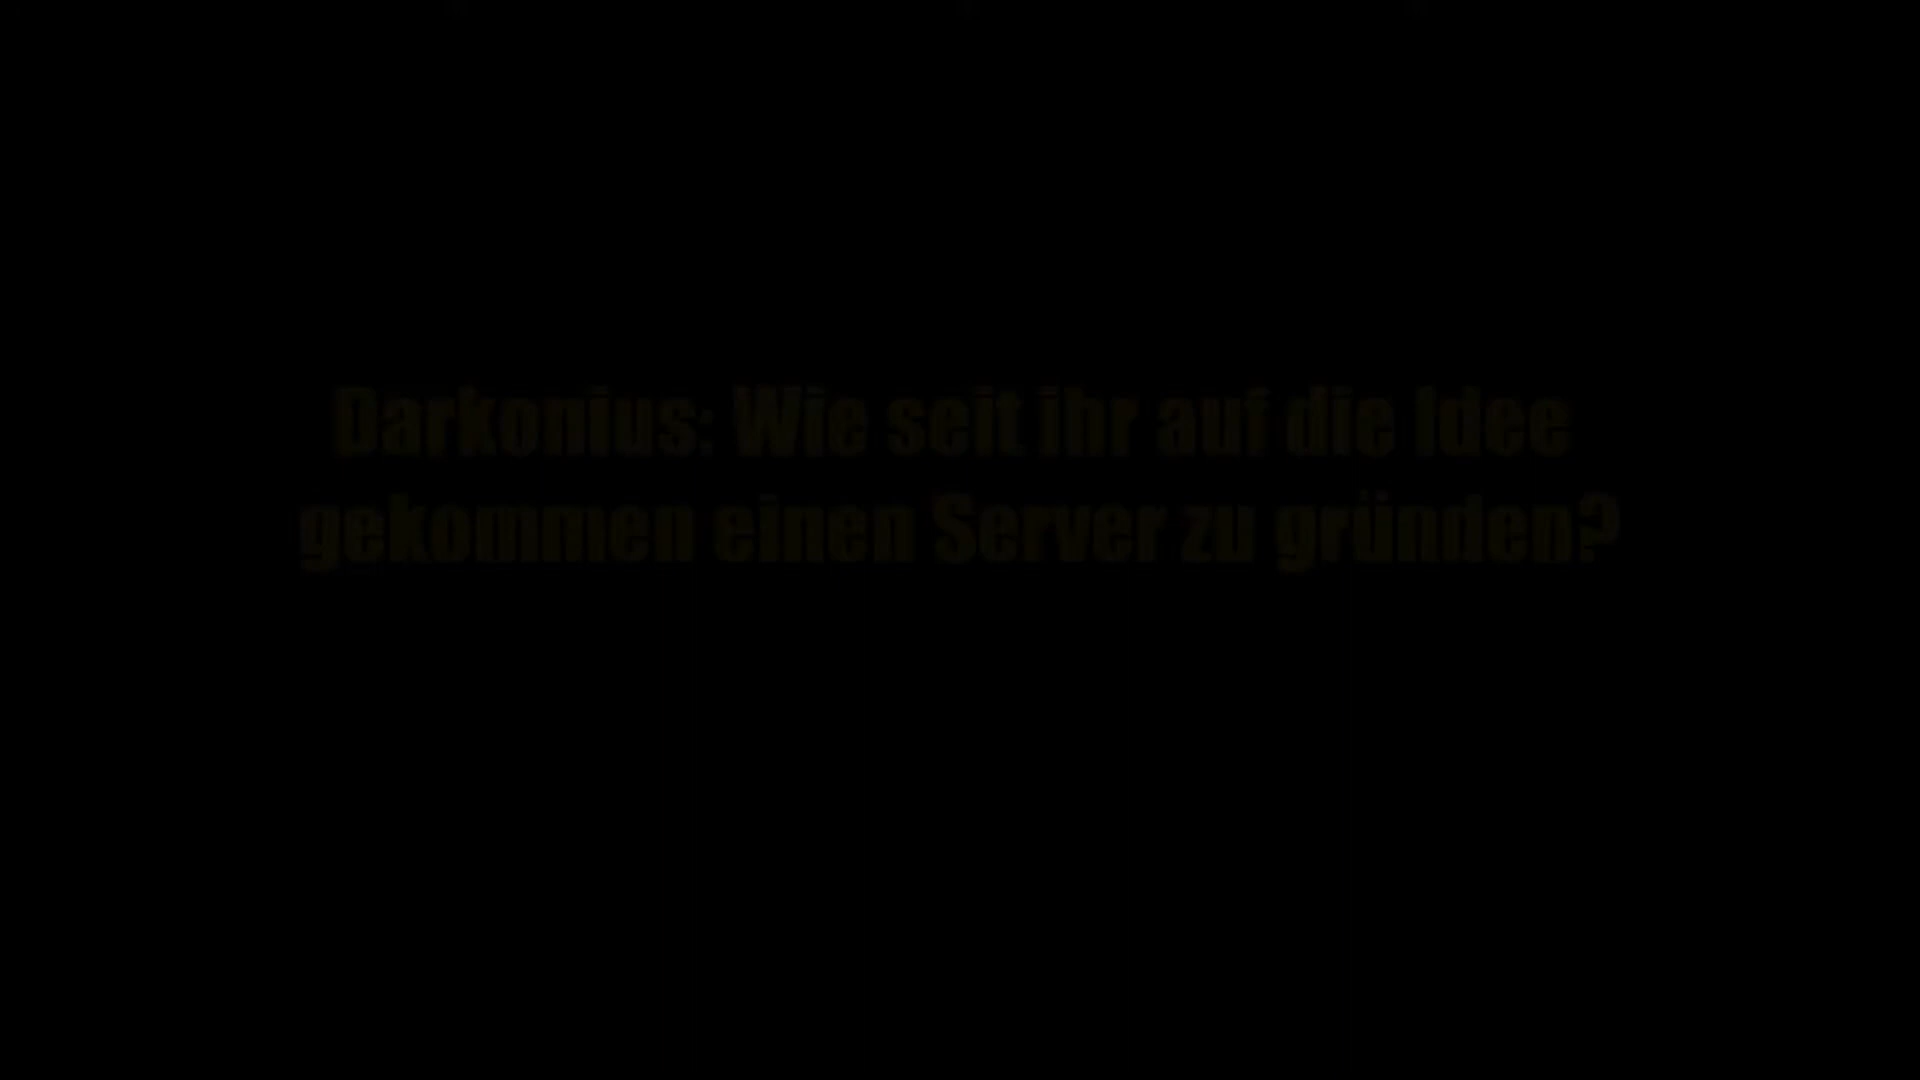 Darkonius: Wie seit ihr auf die Idee
gekommen einen Server zu gründen?